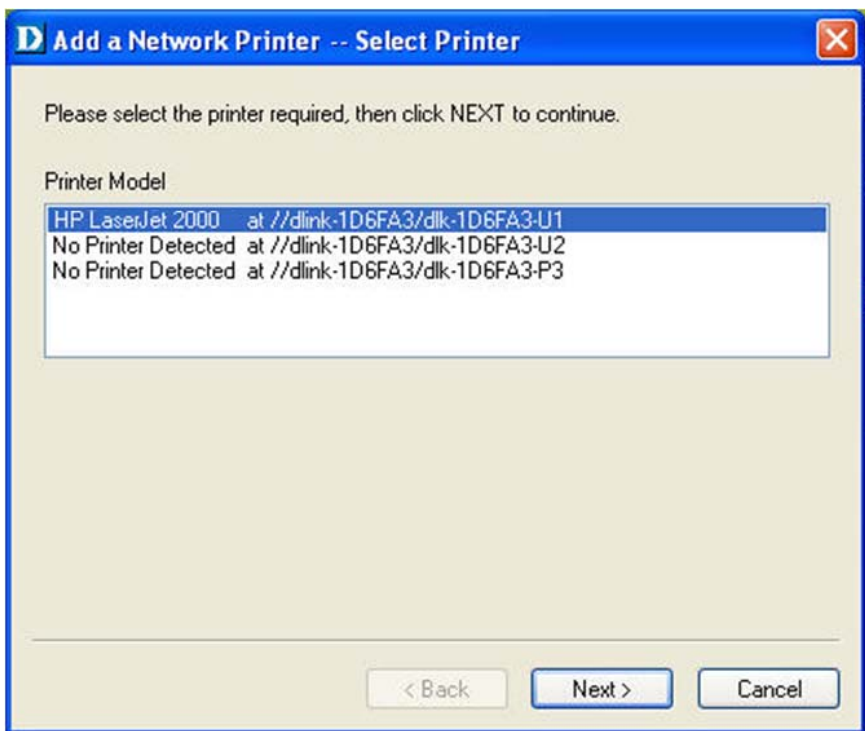 D Add a Network Printer -- Select Printer
Please select the printer required, then click NEXT to continue.
Printer Model
HP LaserJet 2000 at //dlink-1D6FA3/dlk-1D6FA3-U1
No Printer Detected at //dlink-1D6FA3/dlk-1D6FA3-U2
No Printer Detected at //dlink-1D6FA3/dlk-1D6FA3-P3
< Back Next > Cancel